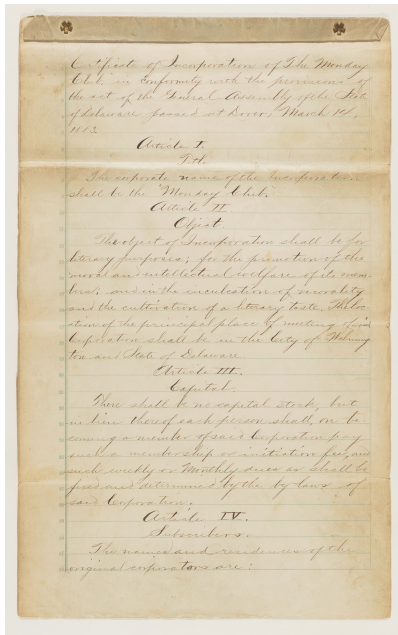 Certificate of Incorporation of The Monday
Club, in conformity with the provisions of
the act of the General Assembly of the State
of Delaware passed at Dover, March 14,
1883.
Article I.
The corporate name of the Incorporation
shall be the "Monday Club."
Article II
Object.
The object of Incorporation shall be for
literary purposes; for the promotion of the
moral and intellectual welfare of its mem-
bers; and in the inculcation of morality
and the cultivation of a literary taste. The loc-
ation of the principal place of meeting of said
Corporation shall be in the City of Wilming
ton and State of Delaware
Article III.
Capital.
There shall be no capital stock, but
in lieu thereof each person shall, on be-
coming a member of said Corporation pay
such a membership or initiation fee, and
such weekly or Monthly dues as shall be
fixed and determined by the by laws of
said Corporation.
Article IV.
Subscribers.
The names and residences of the
original corporators are: